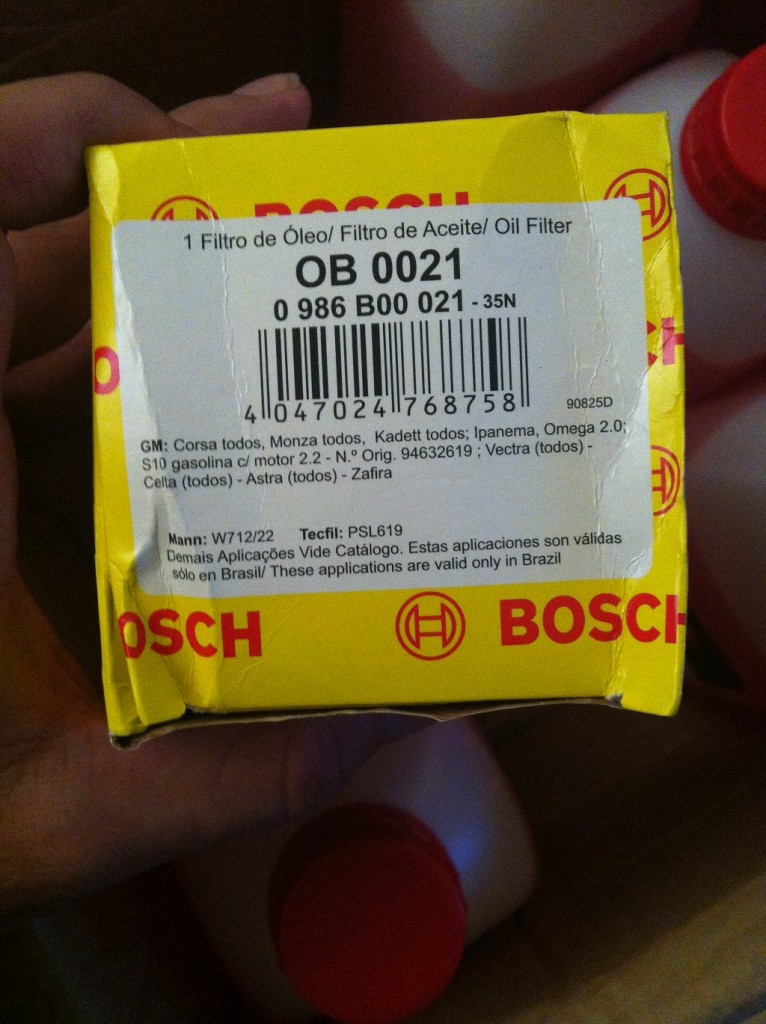 BOSCH
1 Filtro de Óleo/ Filtro de Aceite/ Oil Filter
OB 0021
0 986 B00 021 - 35N
4 047024 768758
90825D
GM: Corsa todos, Monza todos, Kadett todos; Ipanema, Omega 2.0;
S10 gasolina c/ motor 2.2 - N.º Orig. 94632619 ; Vectra (todos) -
Celta (todos) - Astra (todos) - Zafira
Mann: W712/22 Tecfil: PSL619
Demais Aplicações Vide Catálogo. Estas aplicaciones son válidas
sólo en Brasil/ These applications are valid only in Brazil
OSCH BOSCH